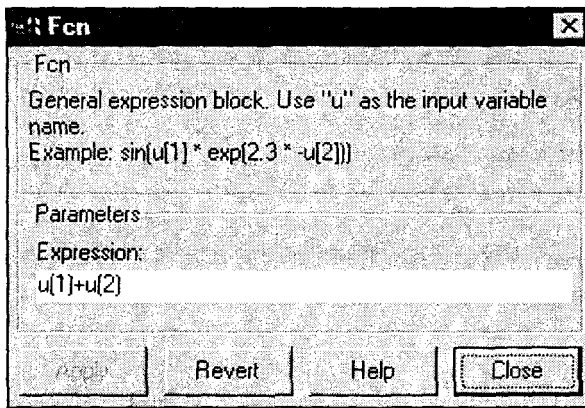 Fcn
Fcn
General expression block. Use "u" as the input variable
name.
Example: sin(u[1] * exp(2.3 * -u[2]))
Parameters
Expression:
u(1)+u(2)
Apply
Revert
Help
Close